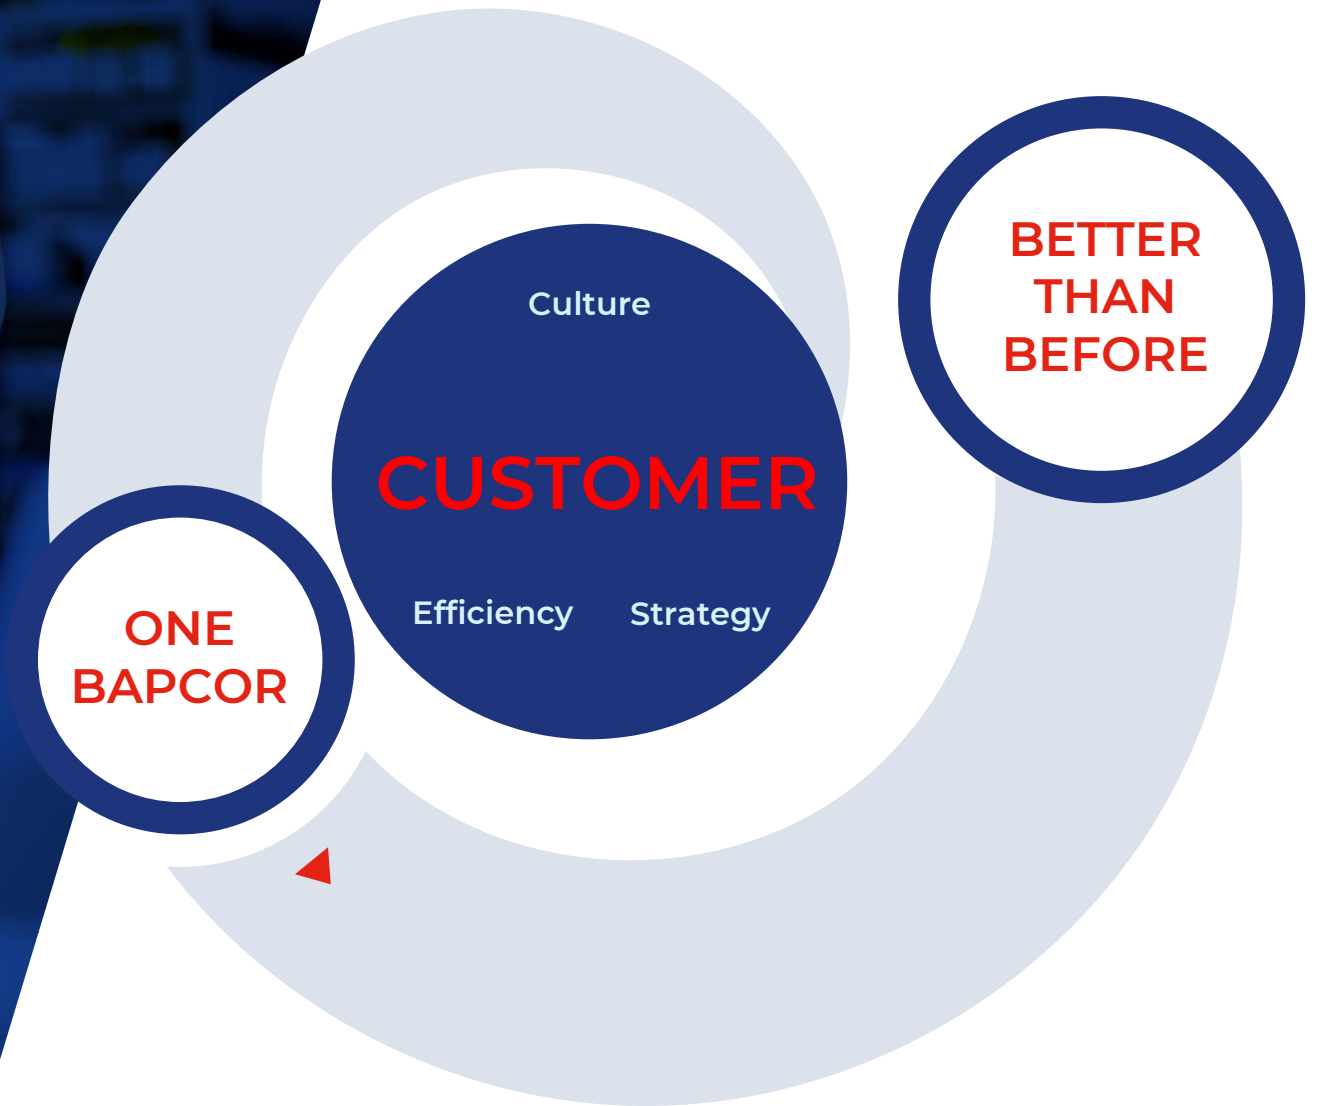 Culture
CUSTOMER
Efficiency
Strategy
BETTER
THAN
BEFORE
ONE
BAPCOR